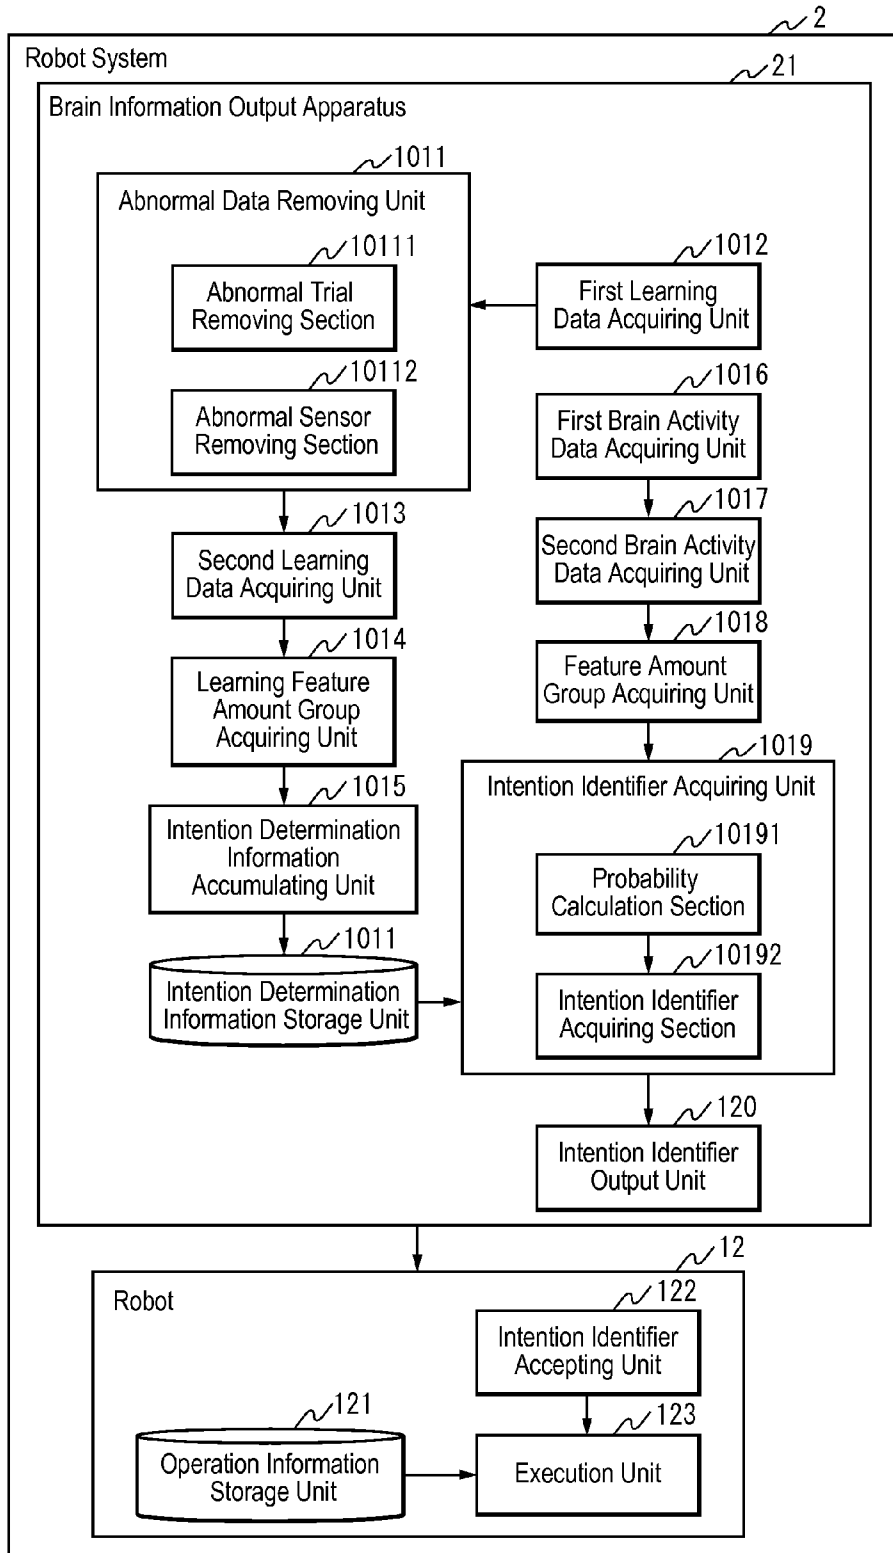 2
Robot System
21
Brain Information Output Apparatus
1011
Abnormal Data Removing Unit
10111
Abnormal Trial
Removing Section
1012
First Learning
Data Acquiring Unit
10112
Abnormal Sensor
Removing Section
1016
First Brain Activity
Data Acquiring Unit
1013
Second Learning
Data Acquiring Unit
1017
Second Brain Activity
Data Acquiring Unit
1014
Learning Feature
Amount Group
Acquiring Unit
1018
Feature Amount
Group Acquiring Unit
1015
Intention Determination
Information
Accumulating Unit
1019
Intention Identifier Acquiring Unit
10191
Probability
Calculation Section
1011
Intention Determination
Information Storage Unit
10192
Intention Identifier
Acquiring Section
120
Intention Identifier
Output Unit
12
Robot
122
Intention Identifier
Accepting Unit
121
Operation Information
Storage Unit
123
Execution Unit